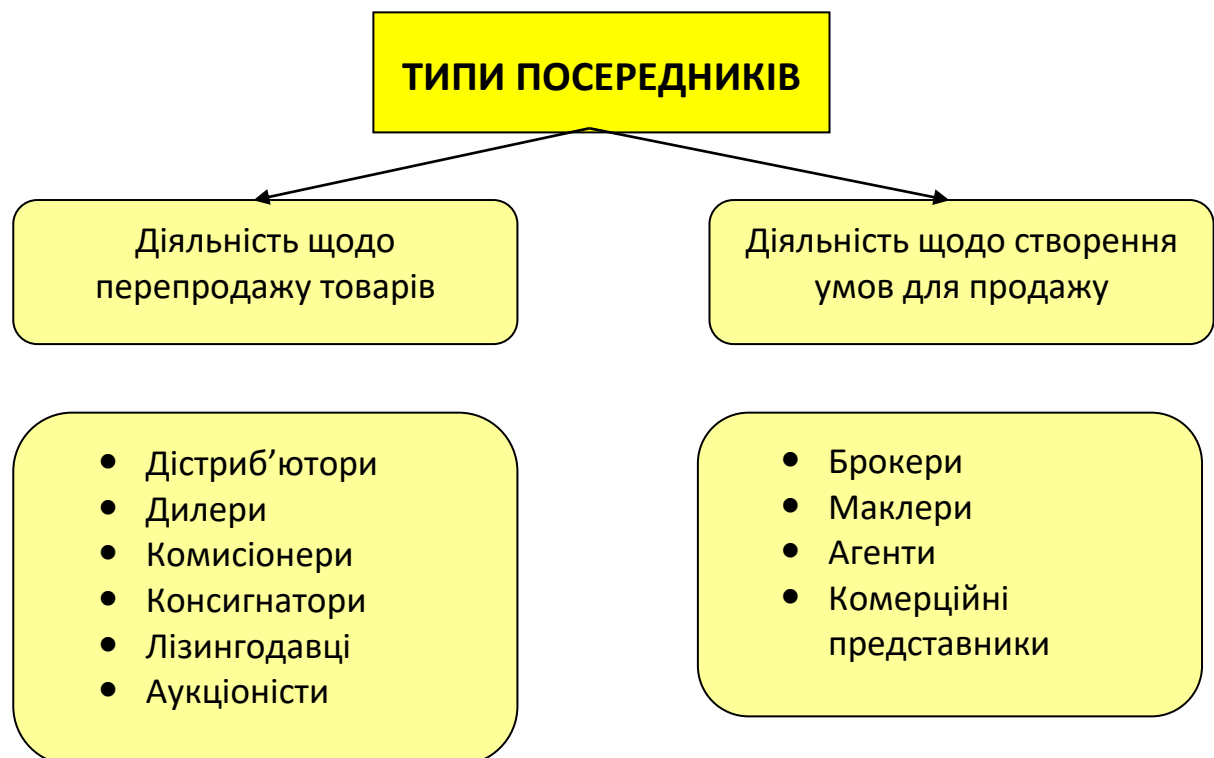 ТИПИ ПОСЕРЕДНИКІВ
Діяльність щодо
перепродажу товарів
Діяльність щодо створення
умов для продажу
• Дістриб’ютори
• Дилери
• Комисіонери
• Консигнатори
• Лізингодавці
• Аукціоністи
• Брокери
• Маклери
• Агенти
• Комерційні
представники